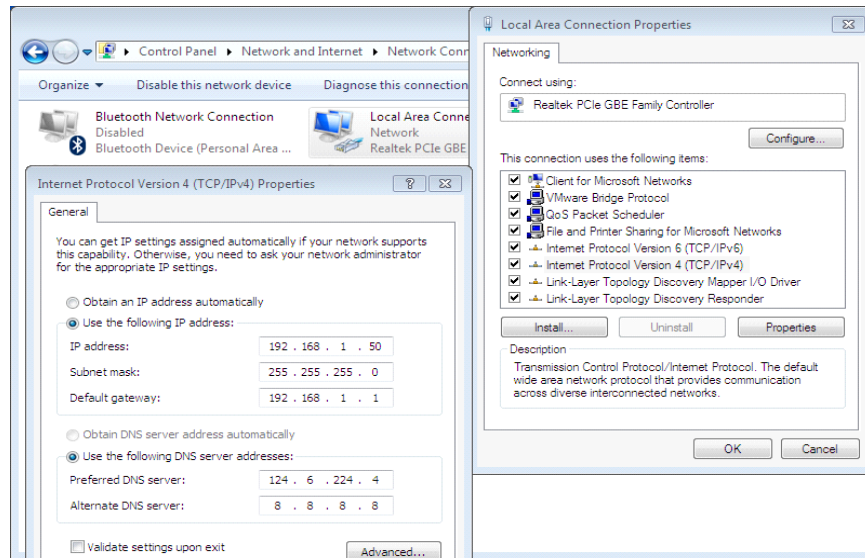 Local Area Connection Properties
Control Panel Network and Internet Network Conn
Organize Disable this network device Diagnose this connection
Bluetooth Network Connection
Disabled
Bluetooth Device (Personal Area ...
Local Area Conne
Network
Realtek PCIe GBE
Networking
Connect using:
Realtek PCIe GBE Family Controller
Configure...
This connection uses the following items:
Client for Microsoft Networks
VMware Bridge Protocol
QoS Packet Scheduler
File and Printer Sharing for Microsoft Networks
Internet Protocol Version 6 (TCP/IPv6)
Internet Protocol Version 4 (TCP/IPv4)
Link-Layer Topology Discovery Mapper I/O Driver
Link-Layer Topology Discovery Responder
Install... Uninstall Properties
Description
Transmission Control Protocol/Internet Protocol. The default
wide area network protocol that provides communication
across diverse interconnected networks.
OK Cancel
Internet Protocol Version 4 (TCP/IPv4) Properties
General
You can get IP settings assigned automatically if your network supports
this capability. Otherwise, you need to ask your network administrator
for the appropriate IP settings.
Obtain an IP address automatically
Use the following IP address:
IP address: 192 . 168 . 1 . 50
Subnet mask: 255 . 255 . 255 . 0
Default gateway: 192 . 168 . 1 . 1
Obtain DNS server address automatically
Use the following DNS server addresses:
Preferred DNS server: 124 . 6 . 224 . 4
Alternate DNS server: 8 . 8 . 8 . 8
Validate settings upon exit
Advanced...